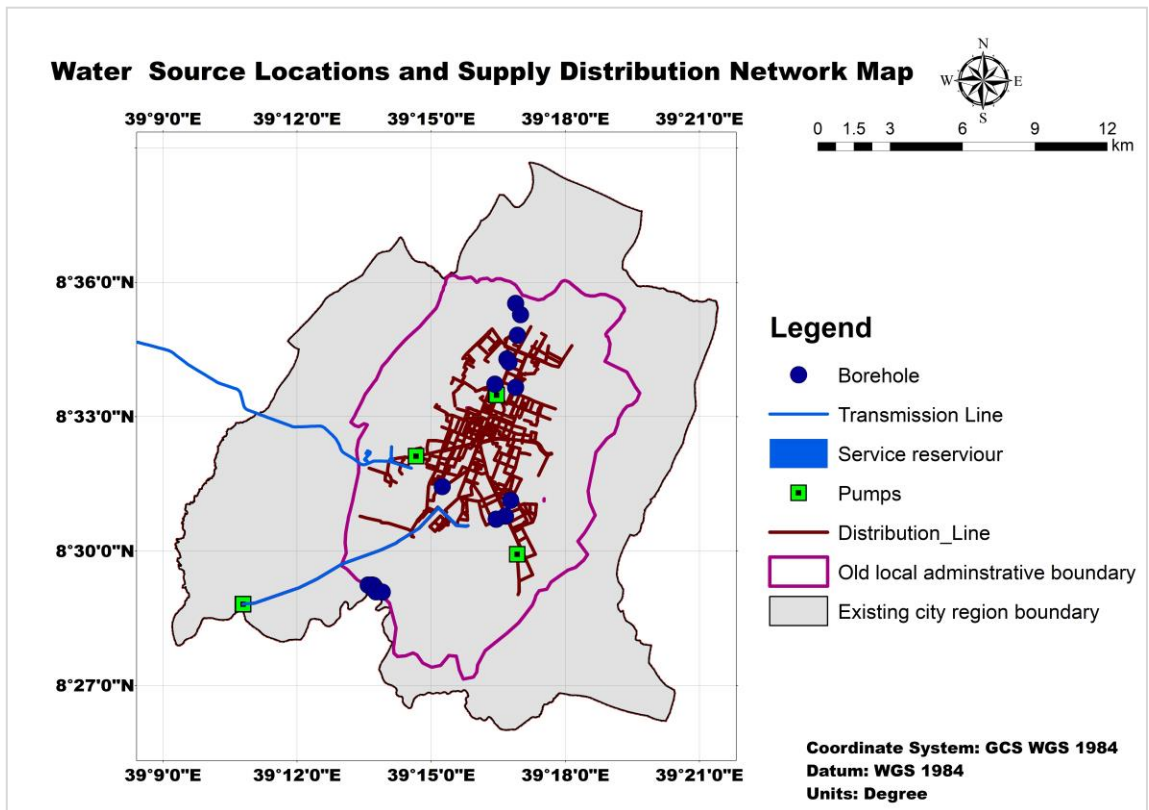 Water Source Locations and Supply Distribution Network Map
N
W
E
S
0 1.5 3 6 9 12
km
39°9'0"E 39°12'0"E 39°15'0"E 39°18'0"E 39°21'0"E
8°36'0"N
8°33'0"N
8°30'0"N
8°27'0"N
39°9'0"E 39°12'0"E 39°15'0"E 39°18'0"E 39°21'0"E
Legend
Borehole
Transmission Line
Service reserviour
Pumps
Distribution_Line
Old local adminstrative boundary
Existing city region boundary
Coordinate System: GCS WGS 1984
Datum: WGS 1984
Units: Degree